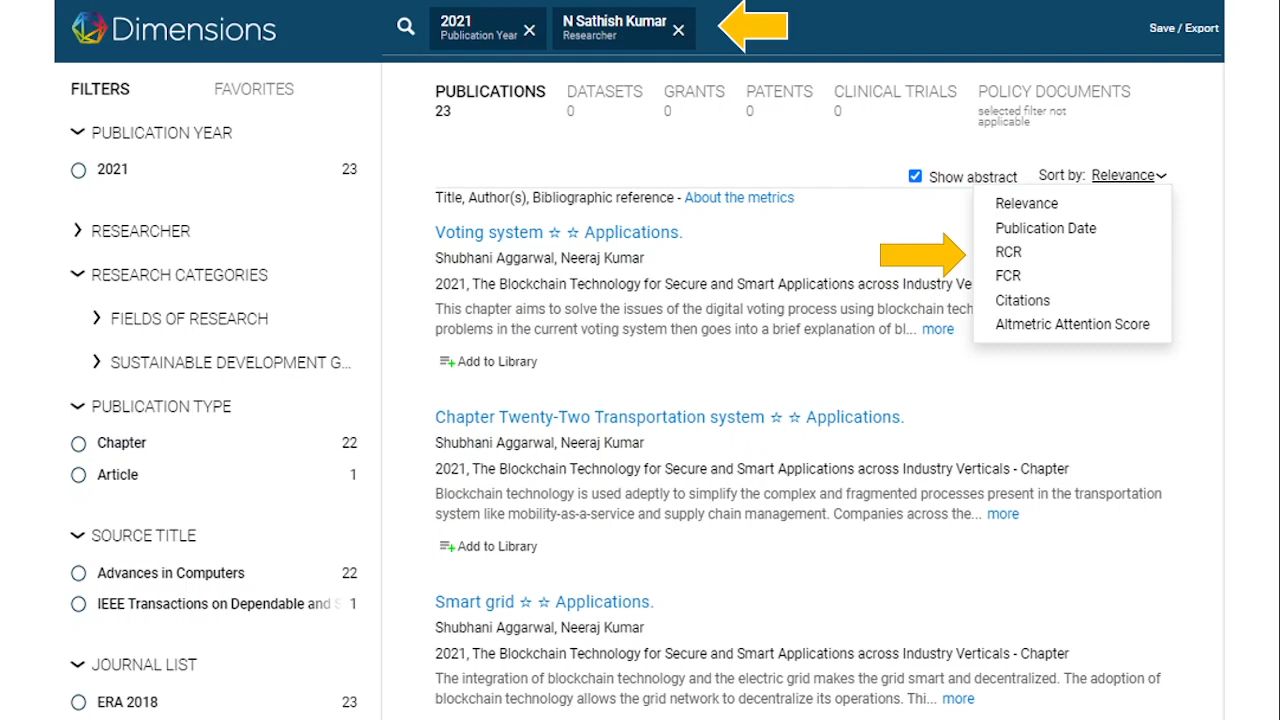 Dimensions
2021
Publication Year
N Sathish Kumar
Researcher
Save / Export
FILTERS
FAVORITES
PUBLICATION YEAR
2021 23
RESEARCHER
RESEARCH CATEGORIES
FIELDS OF RESEARCH
SUSTAINABLE DEVELOPMENT G...
PUBLICATION TYPE
Chapter 22
Article 1
SOURCE TITLE
Advances in Computers 22
IEEE Transactions on Dependable and S 1
JOURNAL LIST
ERA 2018 23
PUBLICATIONS
23
DATASETS
0
GRANTS
0
PATENTS
0
CLINICAL TRIALS
0
POLICY DOCUMENTS
selected filter not
applicable
Show abstract
Sort by: Relevance
Relevance
Publication Date
RCR
FCR
Citations
Altmetric Attention Score
Title, Author(s), Bibliographic reference - About the metrics
Voting system ☆ ☆ Applications.
Shubhani Aggarwal, Neeraj Kumar
2021, The Blockchain Technology for Secure and Smart Applications across Industry Ve
This chapter aims to solve the issues of the digital voting process using blockchain tech
problems in the current voting system then goes into a brief explanation of bl... more
Add to Library
Chapter Twenty-Two Transportation system ☆ ☆ Applications.
Shubhani Aggarwal, Neeraj Kumar
2021, The Blockchain Technology for Secure and Smart Applications across Industry Verticals - Chapter
Blockchain technology is used adeptly to simplify the complex and fragmented processes present in the transportation
system like mobility-as-a-service and supply chain management. Companies across the... more
Add to Library
Smart grid ☆ ☆ Applications.
Shubhani Aggarwal, Neeraj Kumar
2021, The Blockchain Technology for Secure and Smart Applications across Industry Verticals - Chapter
The integration of blockchain technology and the electric grid makes the grid smart and decentralized. The adoption of
blockchain technology allows the grid network to decentralize its operations. Thi... more